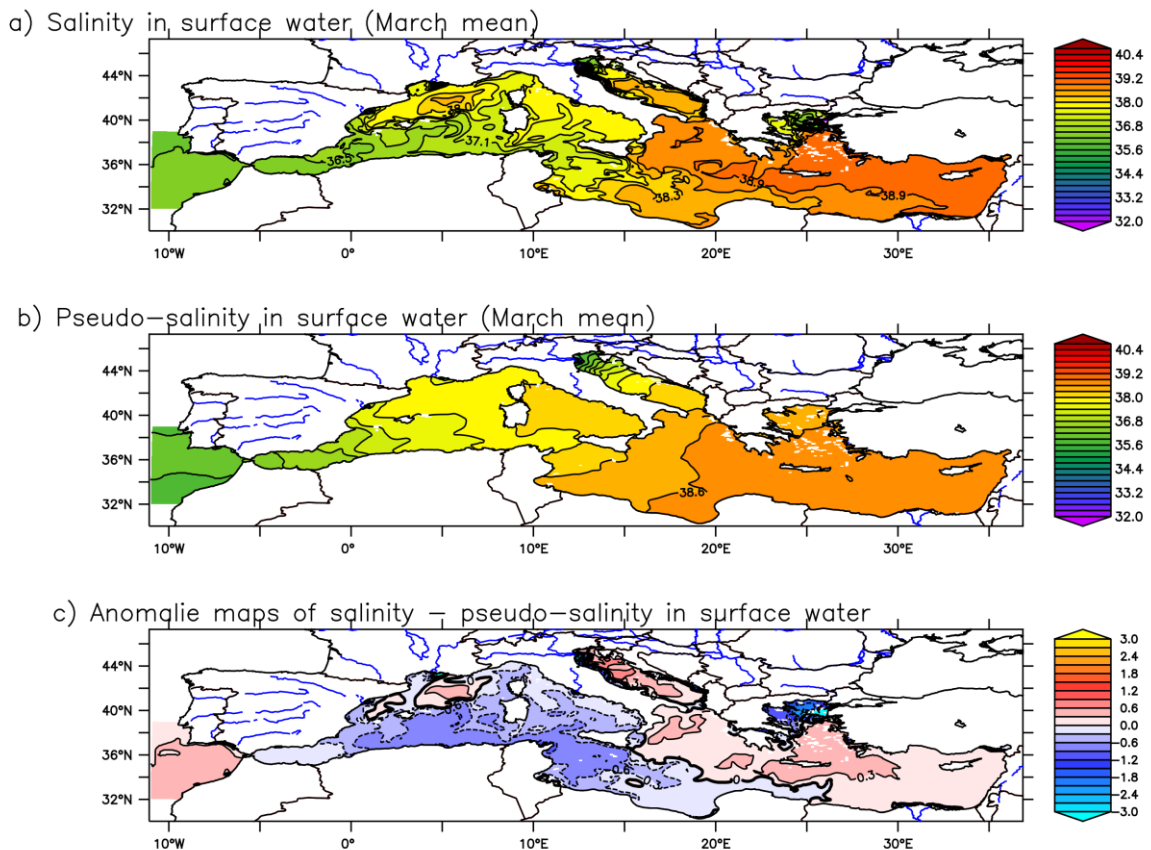 a) Salinity in surface water (March mean)
44°N
40°N
36°N
32°N
38.0
37.1
36.5
38.3
38.9
38.9
10°W 0° 10°E 20°E 30°E
40.4
39.2
38.0
36.8
35.6
34.4
33.2
32.0
b) Pseudo-salinity in surface water (March mean)
44°N
40°N
36°N
32°N
38.6
10°W 0° 10°E 20°E 30°E
40.4
39.2
38.0
36.8
35.6
34.4
33.2
32.0
c) Anomalie maps of salinity - pseudo-salinity in surface water
44°N
40°N
36°N
32°N
0
0
-0.6
0
0.3
10°W 0° 10°E 20°E 30°E
3.0
2.4
1.8
1.2
0.6
0.0
-0.6
-1.2
-1.8
-2.4
-3.0